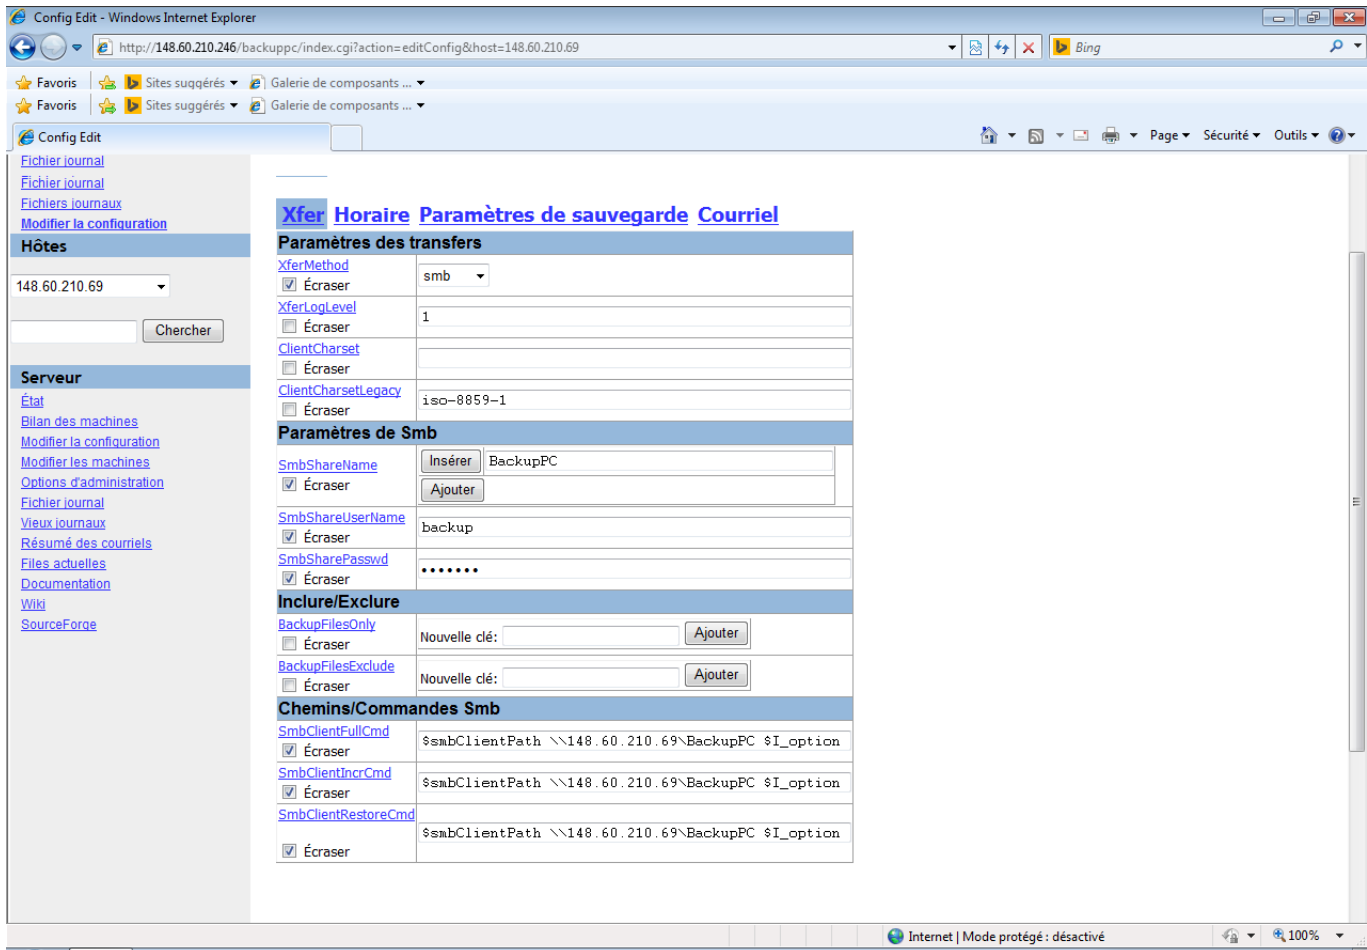 Config Edit - Windows Internet Explorer
http://148.60.210.246/backuppc/index.cgi?action=editConfig&host=148.60.210.69
Bing
Favoris Sites suggérés Galerie de composants ...
Favoris Sites suggérés Galerie de composants ...
Config Edit
Page Sécurité Outils
Fichier journal
Fichier journal
Fichiers journaux
Modifier la configuration
Hôtes
148.60.210.69
Chercher
Serveur
État
Bilan des machines
Modifier la configuration
Modifier les machines
Options d'administration
Fichier journal
Vieux journaux
Résumé des courriels
Files actuelles
Documentation
Wiki
SourceForge
Xfer Horaire Paramètres de sauvegarde Courriel
Paramètres des transfers
XferMethod
Écraser
smb
XferLogLevel
Écraser
1
ClientCharset
Écraser
ClientCharsetLegacy
Écraser
iso-8859-1
Paramètres de Smb
SmbShareName
Écraser
Insérer BackupPC
Ajouter
SmbShareUserName
Écraser
backup
SmbSharePasswd
Écraser
•••••••
Inclure/Exclure
BackupFilesOnly
Écraser
Nouvelle clé: Ajouter
BackupFilesExclude
Écraser
Nouvelle clé: Ajouter
Chemins/Commandes Smb
SmbClientFullCmd
Écraser
$smbClientPath \\148.60.210.69\BackupPC $I_option
SmbClientIncrCmd
Écraser
$smbClientPath \\148.60.210.69\BackupPC $I_option
SmbClientRestoreCmd
Écraser
$smbClientPath \\148.60.210.69\BackupPC $I_option
Internet | Mode protégé : désactivé
100%